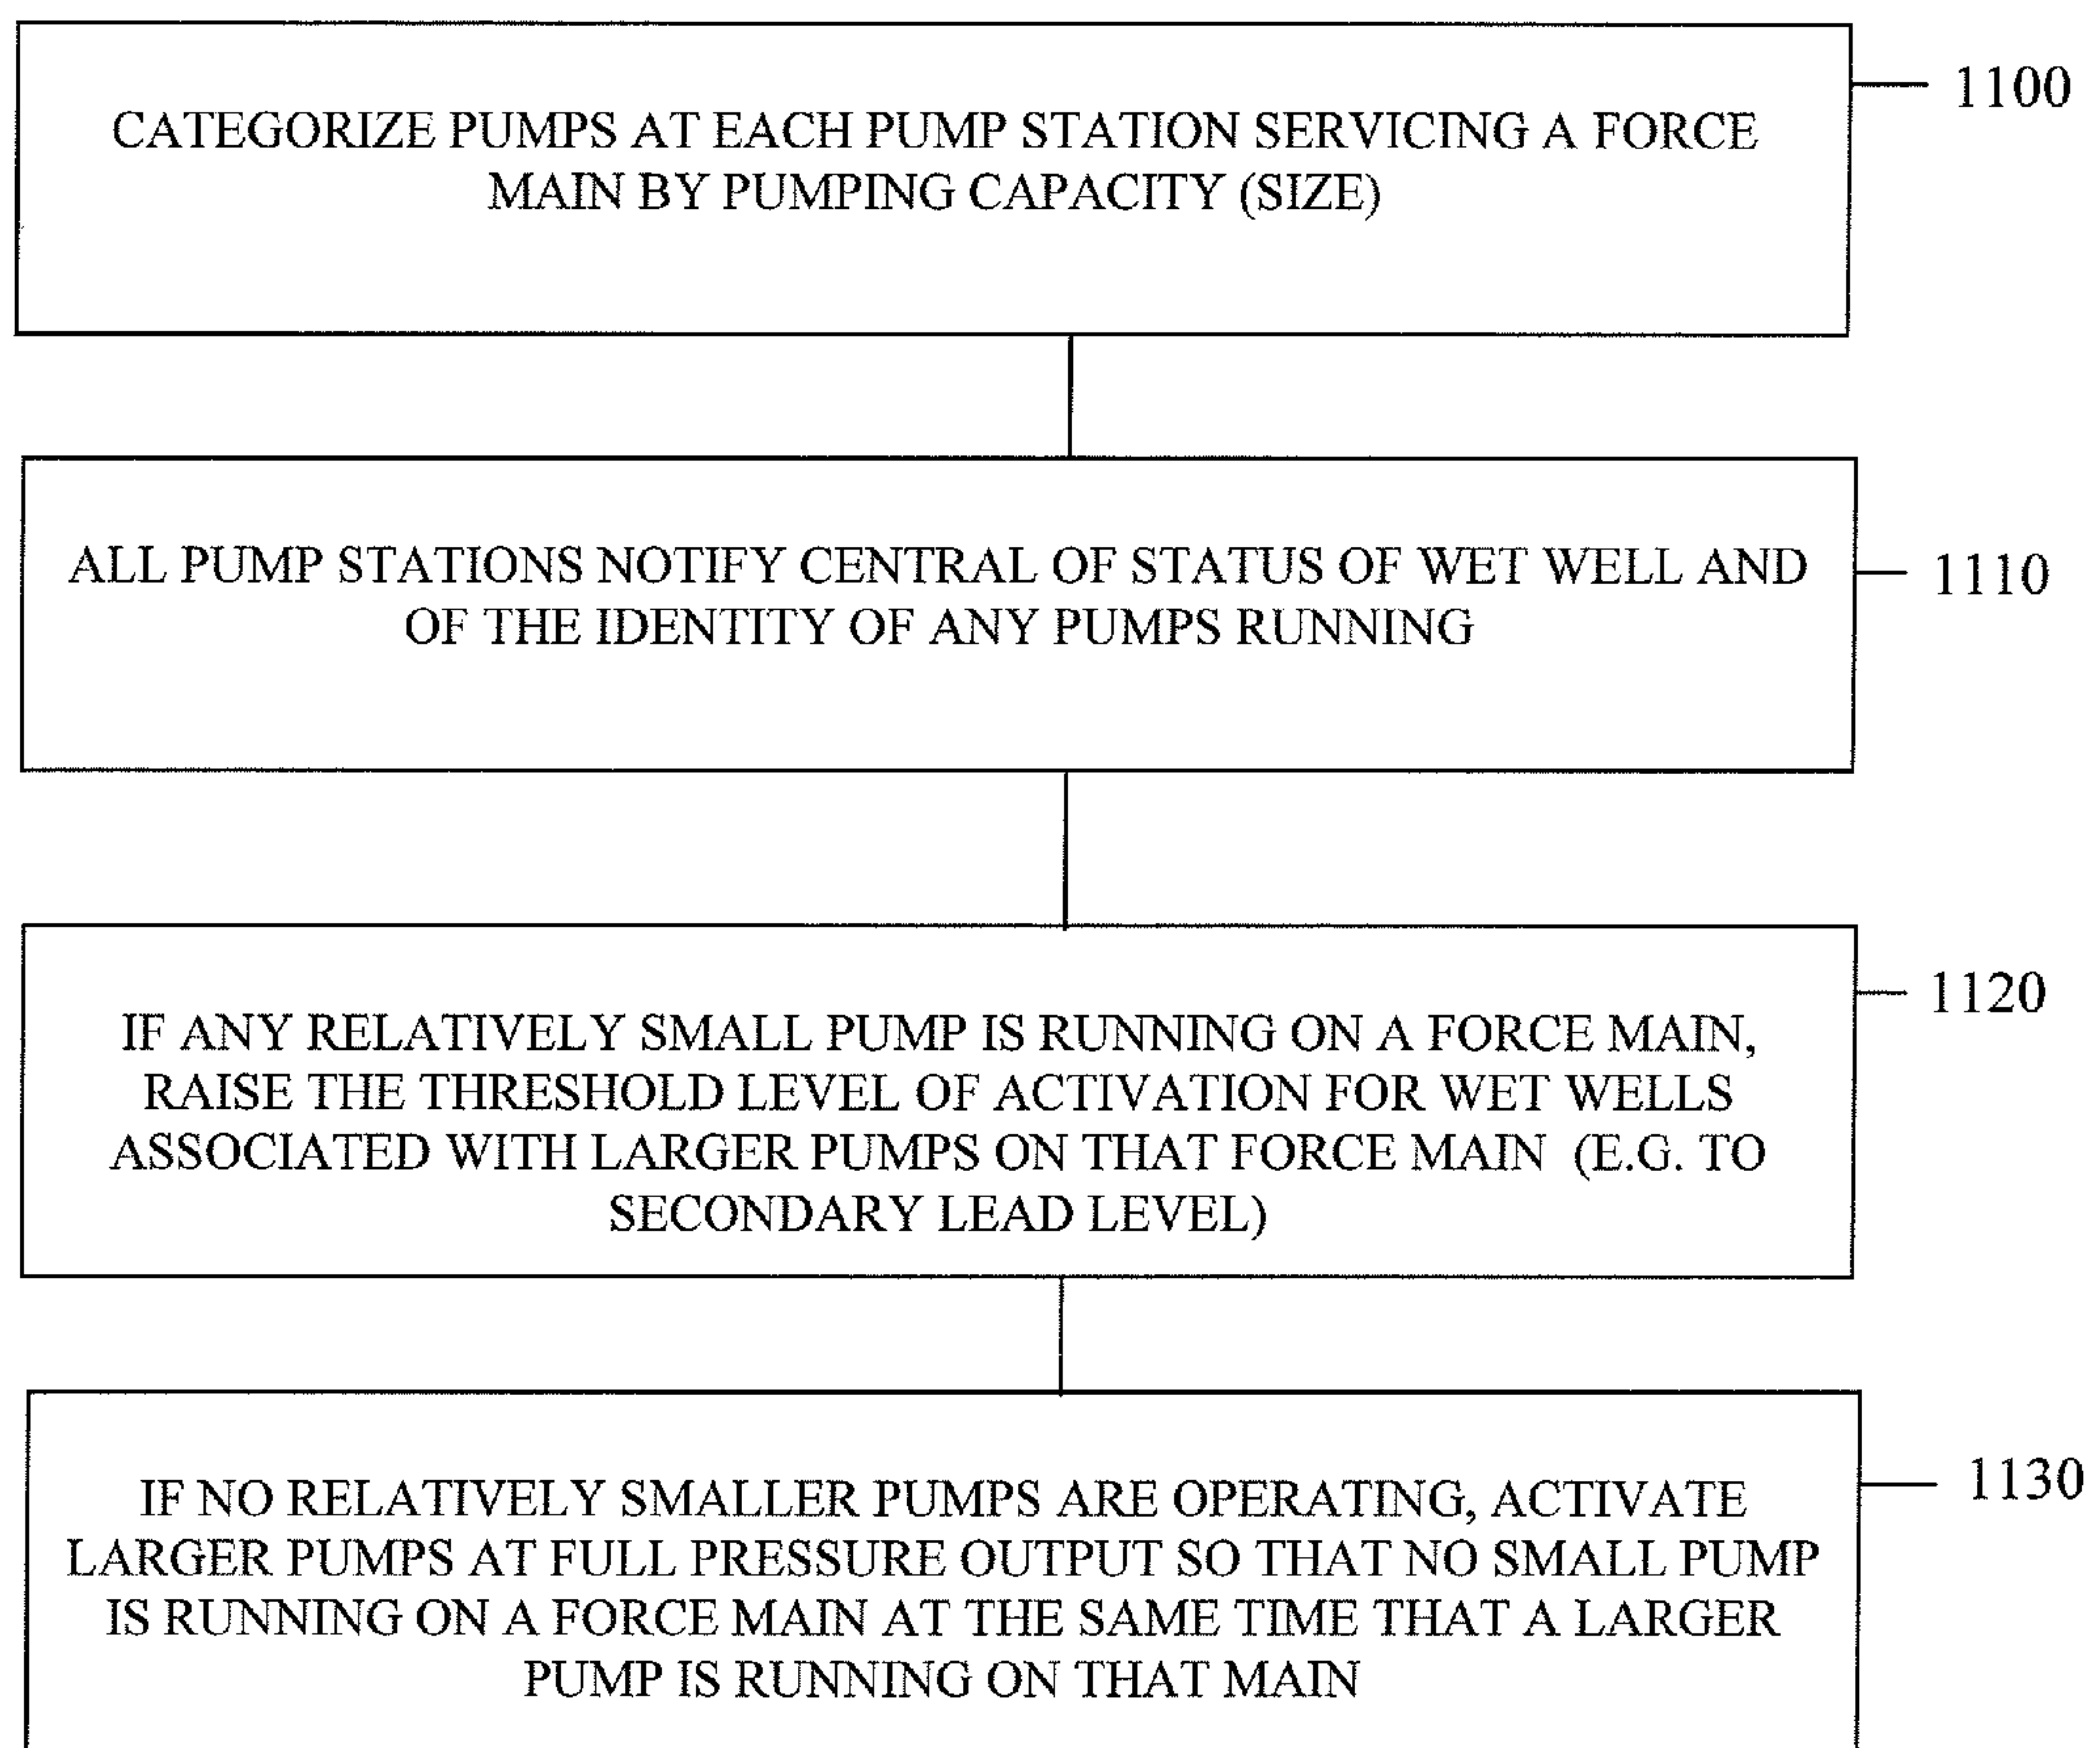 CATEGORIZE PUMPS AT EACH PUMP STATION SERVICING A FORCE
MAIN BY PUMPING CAPACITY (SIZE)
1100
ALL PUMP STATIONS NOTIFY CENTRAL OF STATUS OF WET WELL AND
OF THE IDENTITY OF ANY PUMPS RUNNING
1110
IF ANY RELATIVELY SMALL PUMP IS RUNNING ON A FORCE MAIN,
RAISE THE THRESHOLD LEVEL OF ACTIVATION FOR WET WELLS
ASSOCIATED WITH LARGER PUMPS ON THAT FORCE MAIN (E.G. TO
SECONDARY LEAD LEVEL)
1120
IF NO RELATIVELY SMALLER PUMPS ARE OPERATING, ACTIVATE
LARGER PUMPS AT FULL PRESSURE OUTPUT SO THAT NO SMALL PUMP
IS RUNNING ON A FORCE MAIN AT THE SAME TIME THAT A LARGER
PUMP IS RUNNING ON THAT MAIN
1130